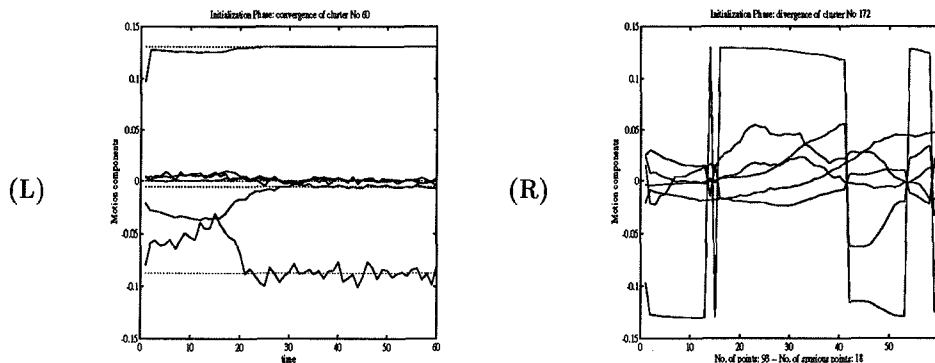 Initialization Phase: convergence of cluster No 60
0.15
0.1
0.05
0
-0.05
-0.1
-0.15
0 10 20 30 40 50 60
time
Motion components
(L)
Initialization Phase: divergence of cluster No 172
0.15
0.1
0.05
0
-0.05
-0.1
-0.15
0 10 20 30 40 50
No. of points: 93 – No. of spurious points: 18
Motion components
(R)